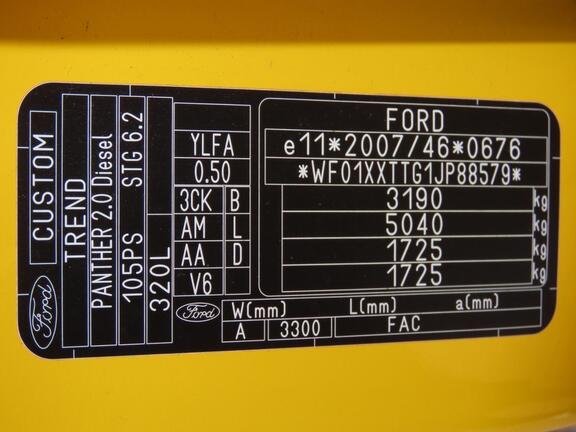 CUSTOM
TREND
PANTHER 2.0 Diesel
105PS STG 6.2
320L
YLFA
0.50
3CK B
AM L
AA D
V6
FORD
e11*2007/46*0676
*WF01XXTTG1JP88579*
3190 kg
5040 kg
1725 kg
1725 kg
Ford
Ford
W(mm) L(mm) a(mm)
A 3300 FAC